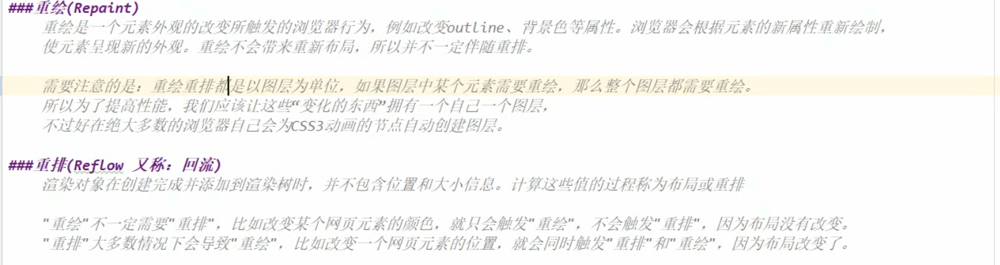 ###重绘(Repaint)
重绘是一个元素外观的改变所触发的浏览器行为，例如改变outline、背景色等属性。浏览器会根据元素的新属性重新绘制，
使元素呈现新的外观。重绘不会带来重新布局，所以并不一定伴随重排。
需要注意的是：重绘重排都是以图层为单位，如果图层中某个元素需要重绘，那么整个图层都需要重绘。
所以为了提高性能，我们应该让这些“变化的东西”拥有一个自己一个图层，
不过好在绝大多数的浏览器自己会为CSS3动画的节点自动创建图层。
###重排(Reflow 又称：回流)
渲染对象在创建完成并添加到渲染树时，并不包含位置和大小信息。计算这些值的过程称为布局或重排
"重绘"不一定需要"重排"，比如改变某个网页元素的颜色，就只会触发"重绘"，不会触发"重排"，因为布局没有改变。
"重排"大多数情况下会导致"重绘"，比如改变一个网页元素的位置，就会同时触发"重排"和"重绘"，因为布局改变了。